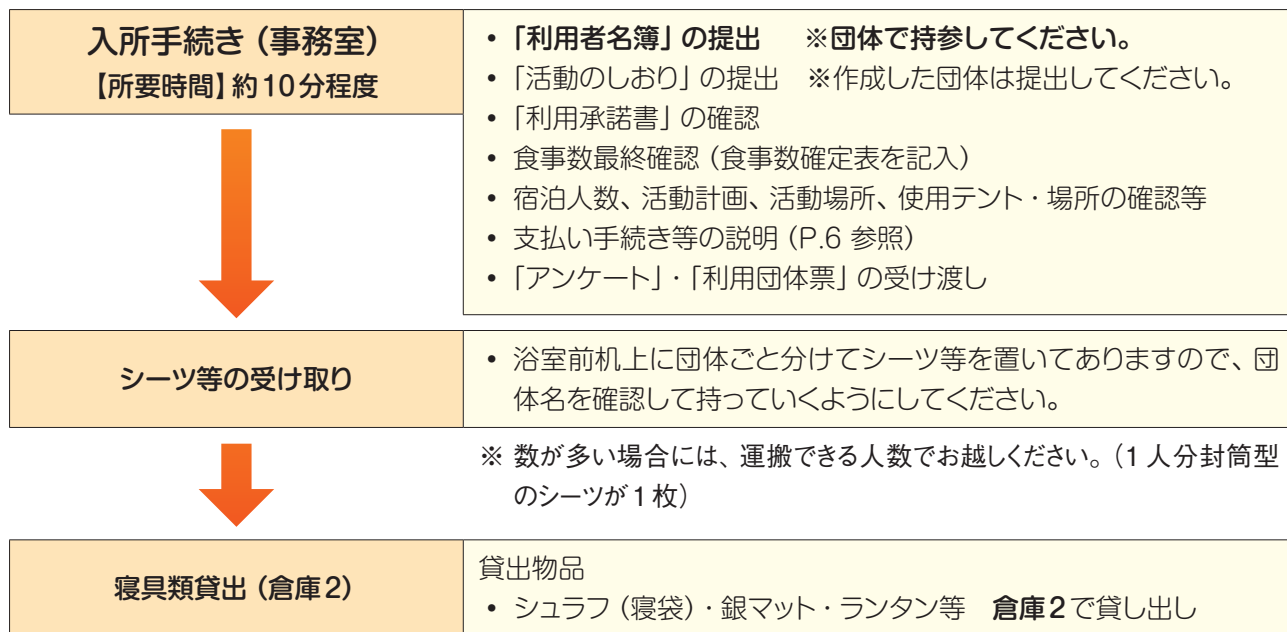 入所手続き（事務室）
【所要時間】約10分程度
• 「利用者名簿」の提出　※団体で持参してください。
• 「活動のしおり」の提出　※作成した団体は提出してください。
• 「利用承諾書」の確認
• 食事数最終確認（食事数確定表を記入）
• 宿泊人数、活動計画、活動場所、使用テント・場所の確認等
• 支払い手続き等の説明（P.6 参照）
• 「アンケート」・「利用団体票」の受け渡し
シーツ等の受け取り
• 浴室前机上に団体ごと分けてシーツ等を置いてありますので、団
体名を確認して持っていくようにしてください。
※ 数が多い場合には、運搬できる人数でお越しください。（1人分封筒型
のシーツが1枚）
寝具類貸出（倉庫2）
貸出物品
• シュラフ（寝袋）・銀マット・ランタン等　倉庫2で貸し出し